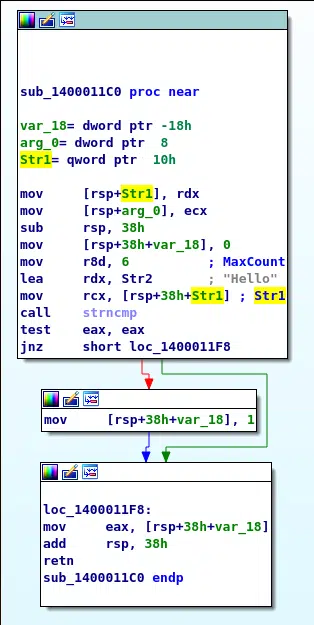 sub_1400011C0 proc near
var_18= dword ptr -18h
arg_0= dword ptr  8
Str1= qword ptr  10h
mov     [rsp+Str1], rdx
mov     [rsp+arg_0], ecx
sub     rsp, 38h
mov     [rsp+38h+var_18], 0
mov     r8d, 6          ; MaxCount
lea     rdx, Str2       ; "Hello"
mov     rcx, [rsp+38h+Str1] ; Str1
call    strncmp
test    eax, eax
jnz     short loc_1400011F8
mov     [rsp+38h+var_18], 1
loc_1400011F8:
mov     eax, [rsp+38h+var_18]
add     rsp, 38h
retn
sub_1400011C0 endp